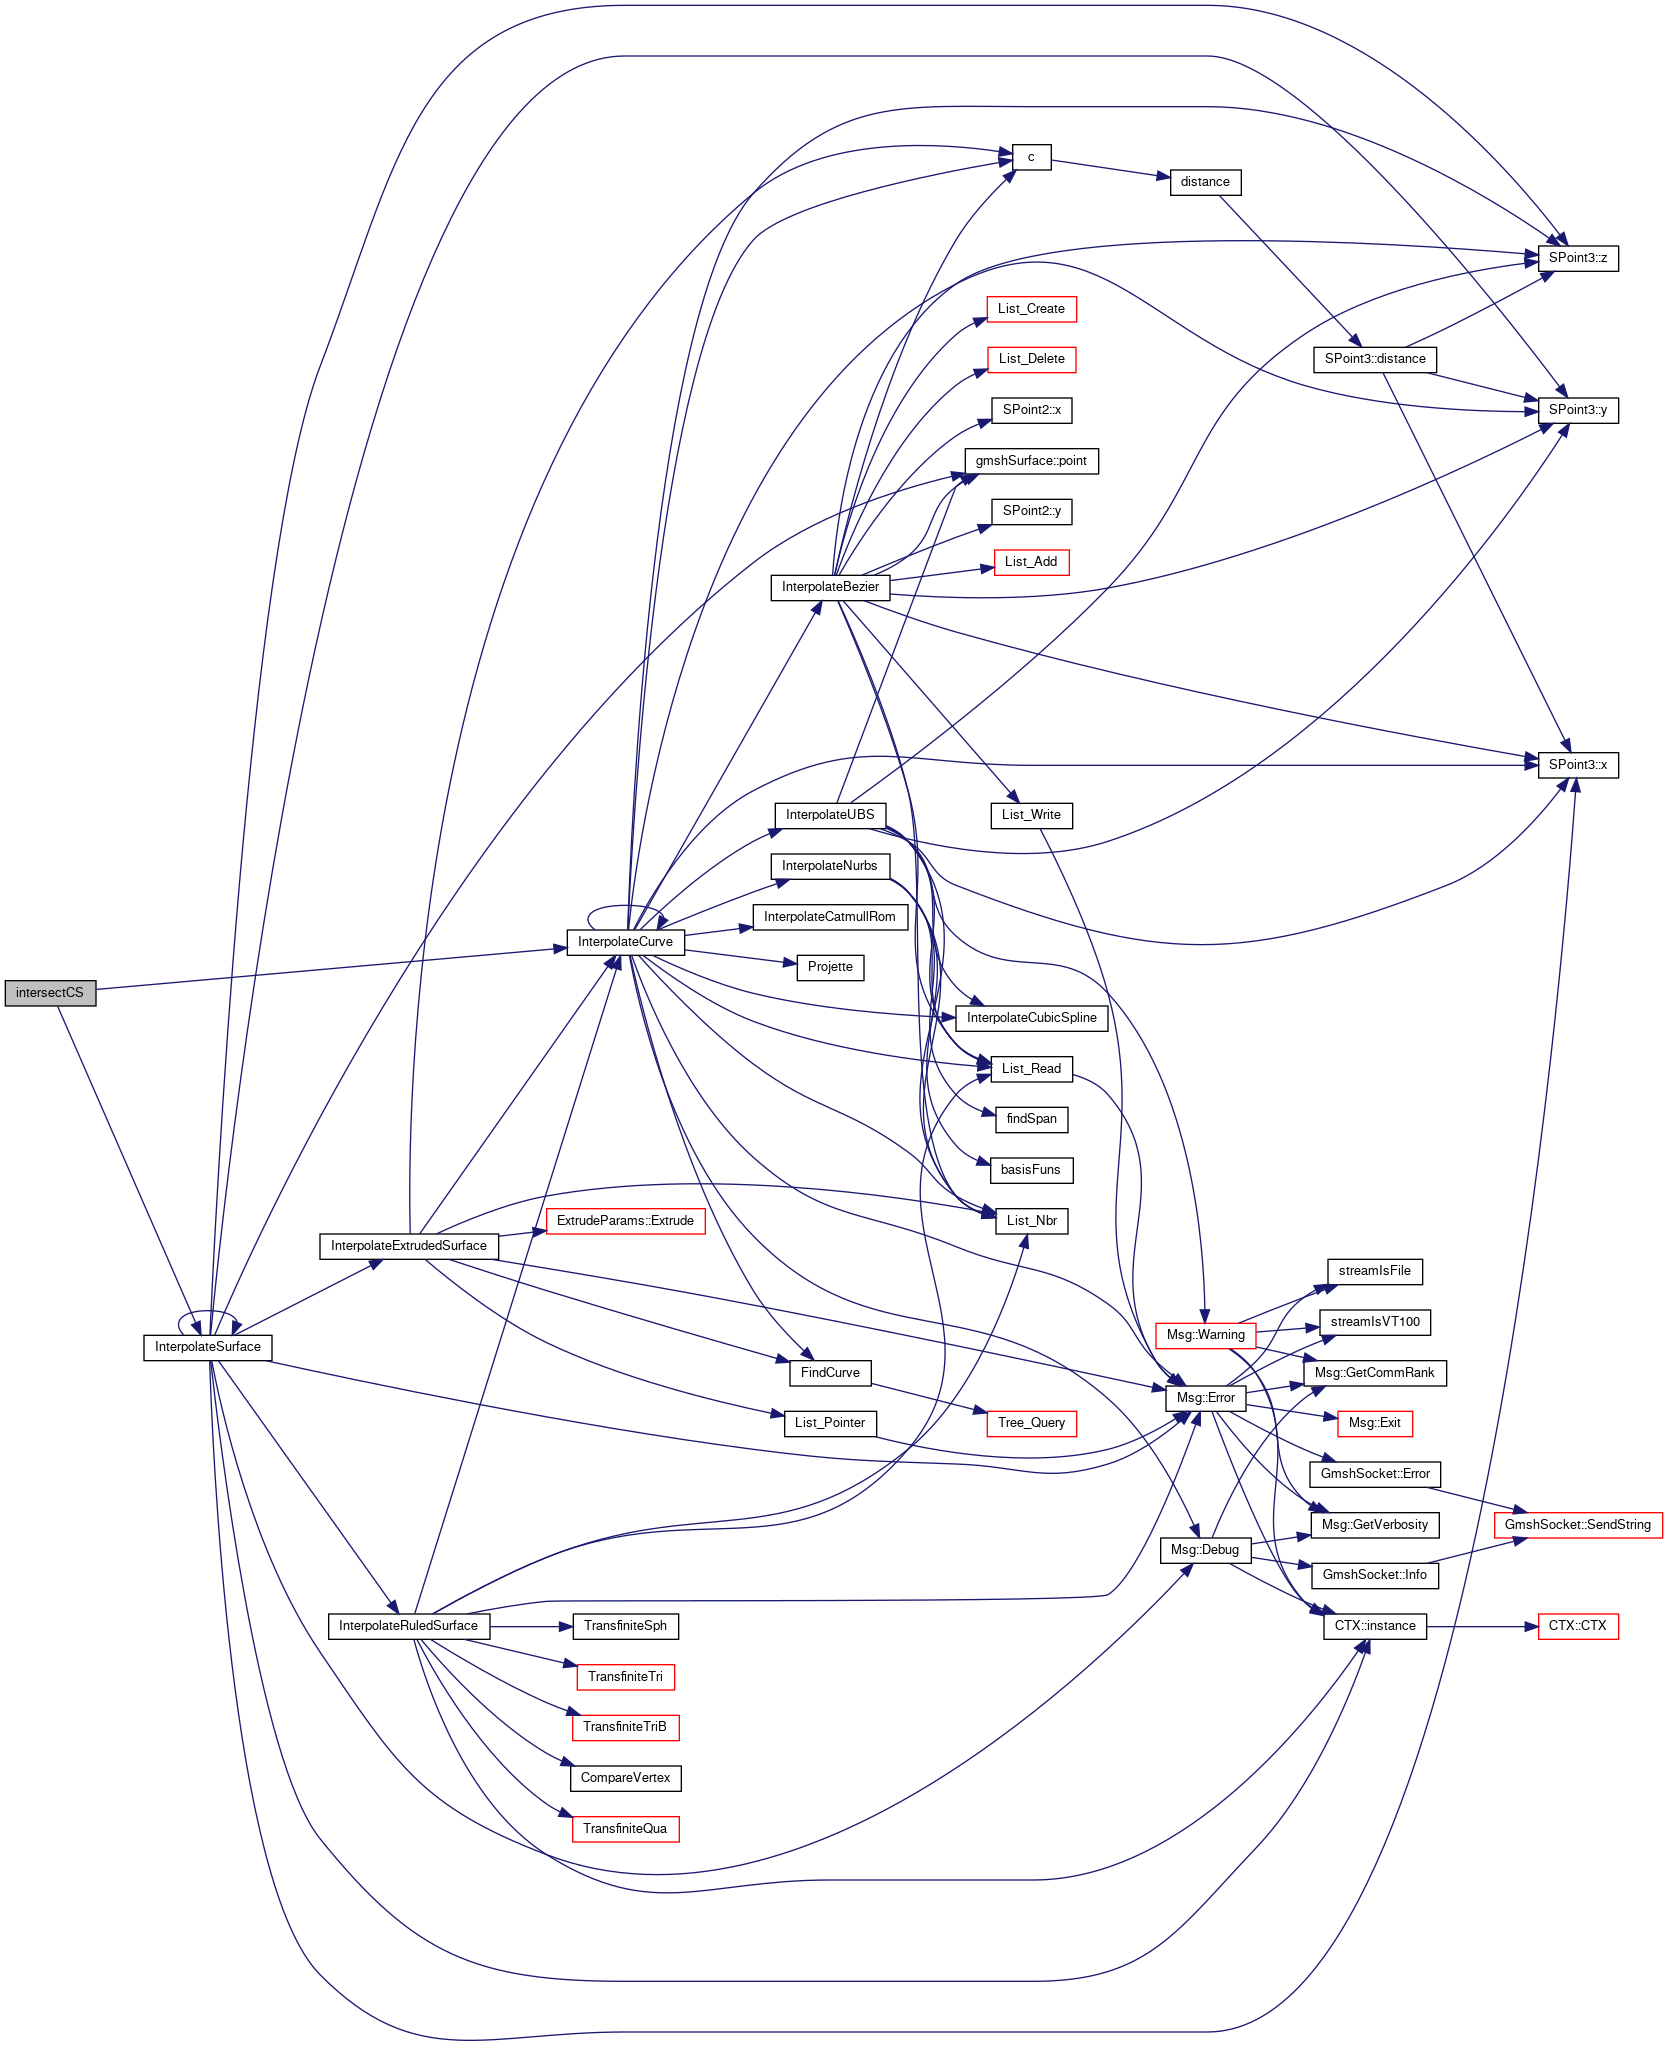 c
distance
SPoint3::z
List_Create
List_Delete
SPoint3::distance
SPoint2::x
SPoint3::y
gmshSurface::point
SPoint2::y
List_Add
InterpolateBezier
SPoint3::x
InterpolateUBS
List_Write
InterpolateNurbs
InterpolateCatmullRom
InterpolateCurve
Projette
intersectCS
InterpolateCubicSpline
List_Read
findSpan
basisFuns
ExtrudeParams::Extrude
List_Nbr
InterpolateExtrudedSurface
streamIsFile
streamIsVT100
Msg::Warning
InterpolateSurface
FindCurve
Msg::GetCommRank
Msg::Error
List_Pointer
Tree_Query
Msg::Exit
GmshSocket::Error
Msg::GetVerbosity
GmshSocket::SendString
Msg::Debug
GmshSocket::Info
InterpolateRuledSurface
TransfiniteSph
CTX::instance
CTX::CTX
TransfiniteTri
TransfiniteTriB
CompareVertex
TransfiniteQua